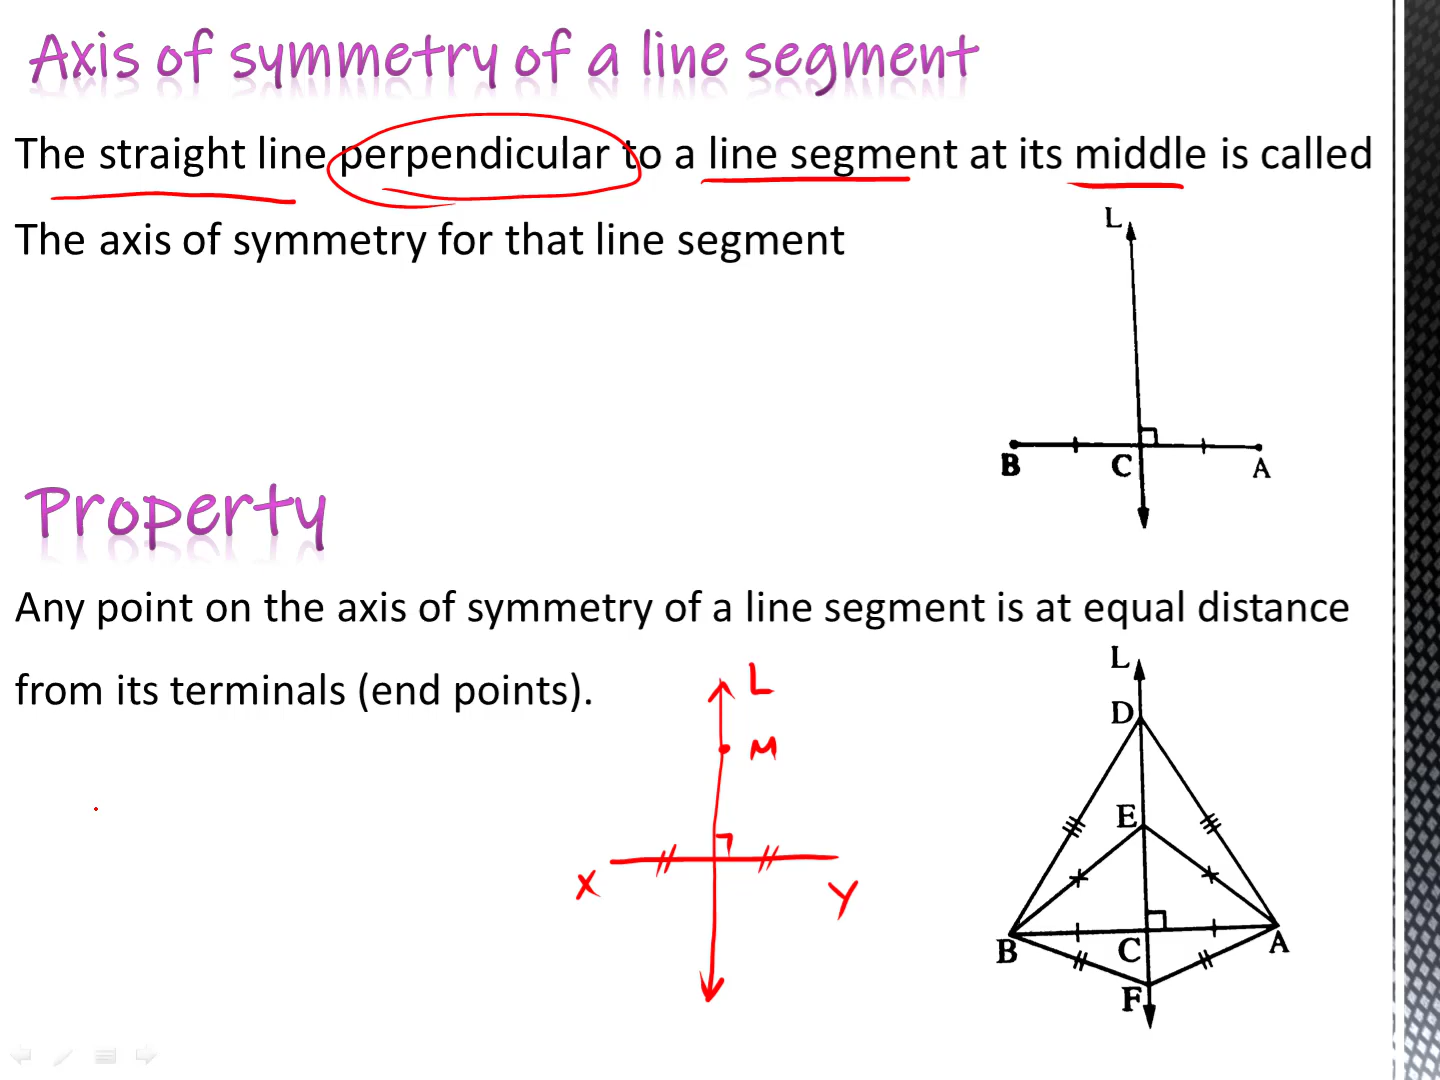 Axis of symmetry of a line segment
The straight line perpendicular to a line segment at its middle is called
The axis of symmetry for that line segment
L
B
C
A
Property
Any point on the axis of symmetry of a line segment is at equal distance
from its terminals (end points).
L
M
X
Y
L
D
E
B
C
A
F